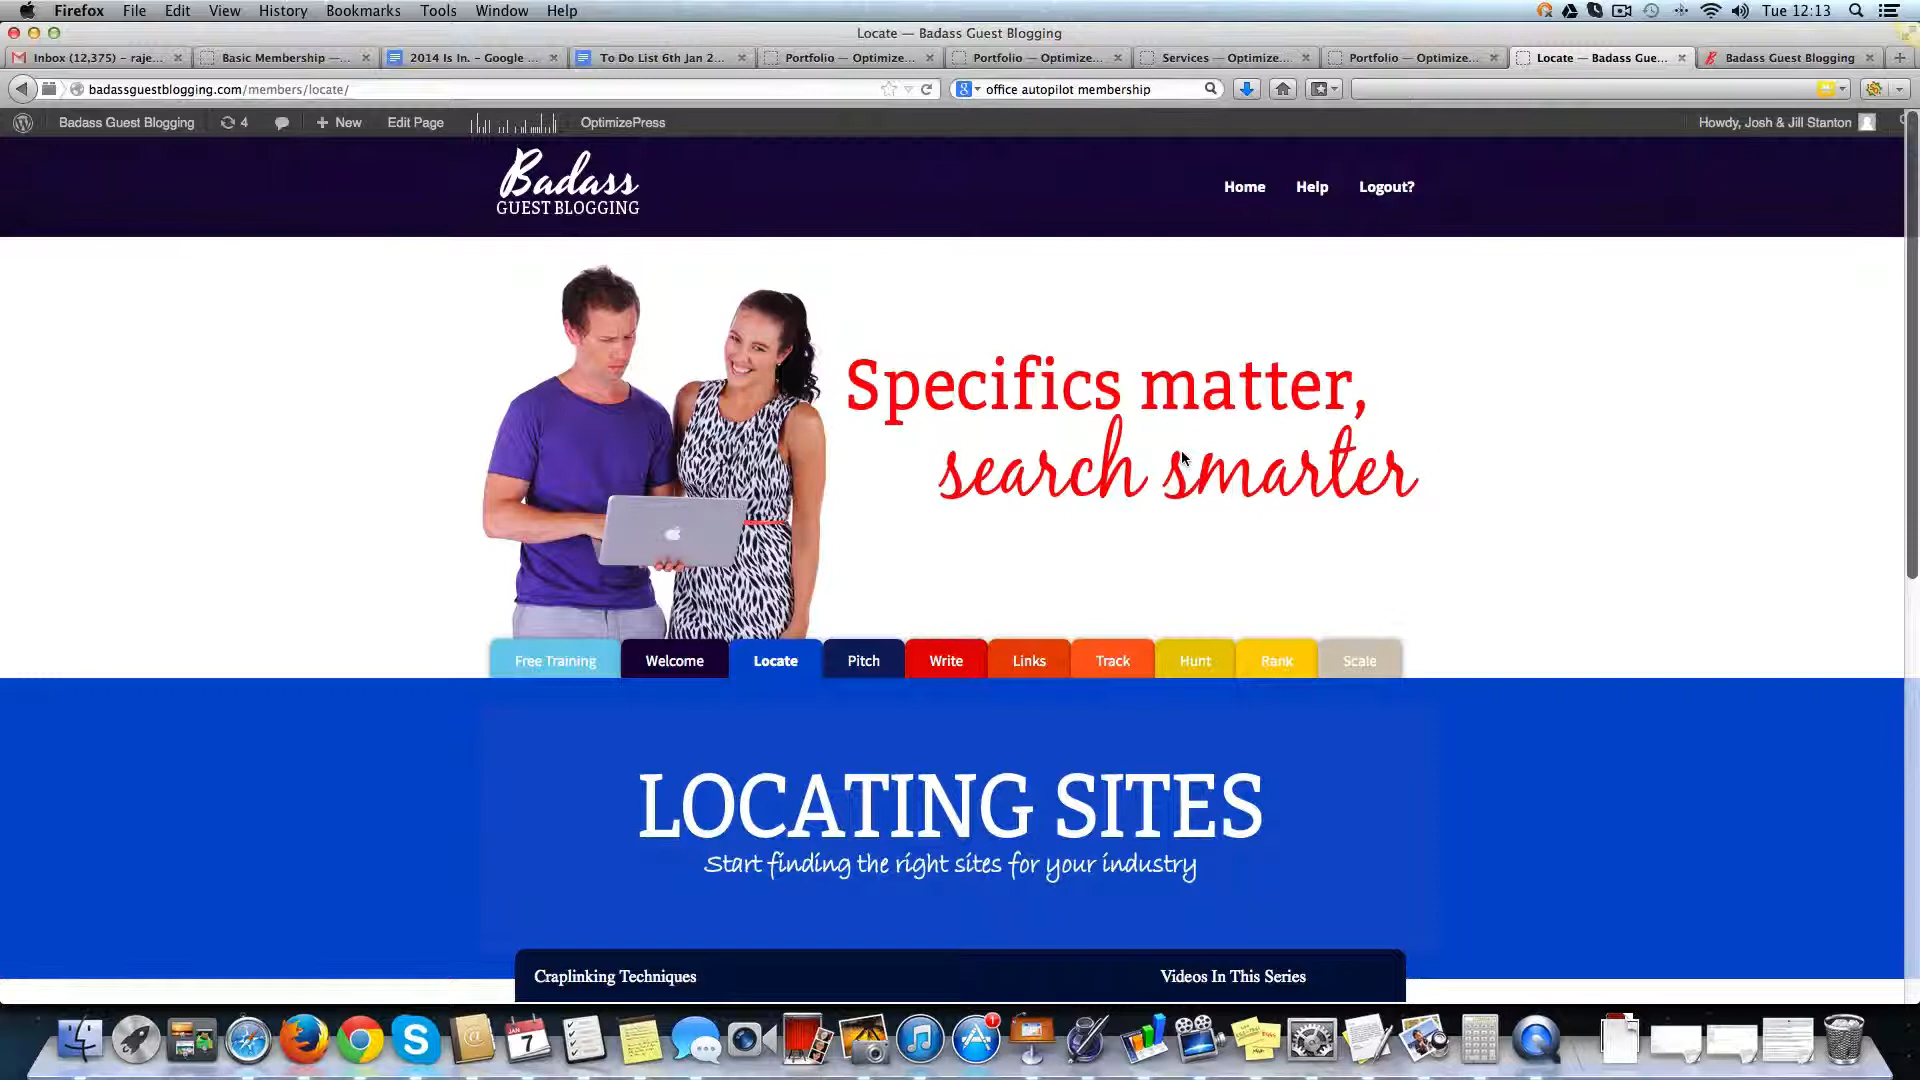 Firefox File Edit View History Bookmarks Tools Window Help Tue 12:13
Locate — Badass Guest Blogging
Inbox (12,375) – raje... Basic Membership —... 2014 Is In. – Google ... To Do List 6th Jan 2... Portfolio — Optimize... Portfolio — Optimize... Services — Optimize... Portfolio — Optimize... Locate — Badass Gue... Badass Guest Blogging
badassguestblogging.com/members/locate/ office autopilot membership
Badass Guest Blogging 4 New Edit Page OptimizePress Howdy, Josh & Jill Stanton
Badass
GUEST BLOGGING
Home Help Logout?
Specifics matter,
search smarter
Free Training Welcome Locate Pitch Write Links Track Hunt Rank Scale
LOCATING SITES
Start finding the right sites for your industry
Craplinking Techniques Videos In This Series
JAN
7
1